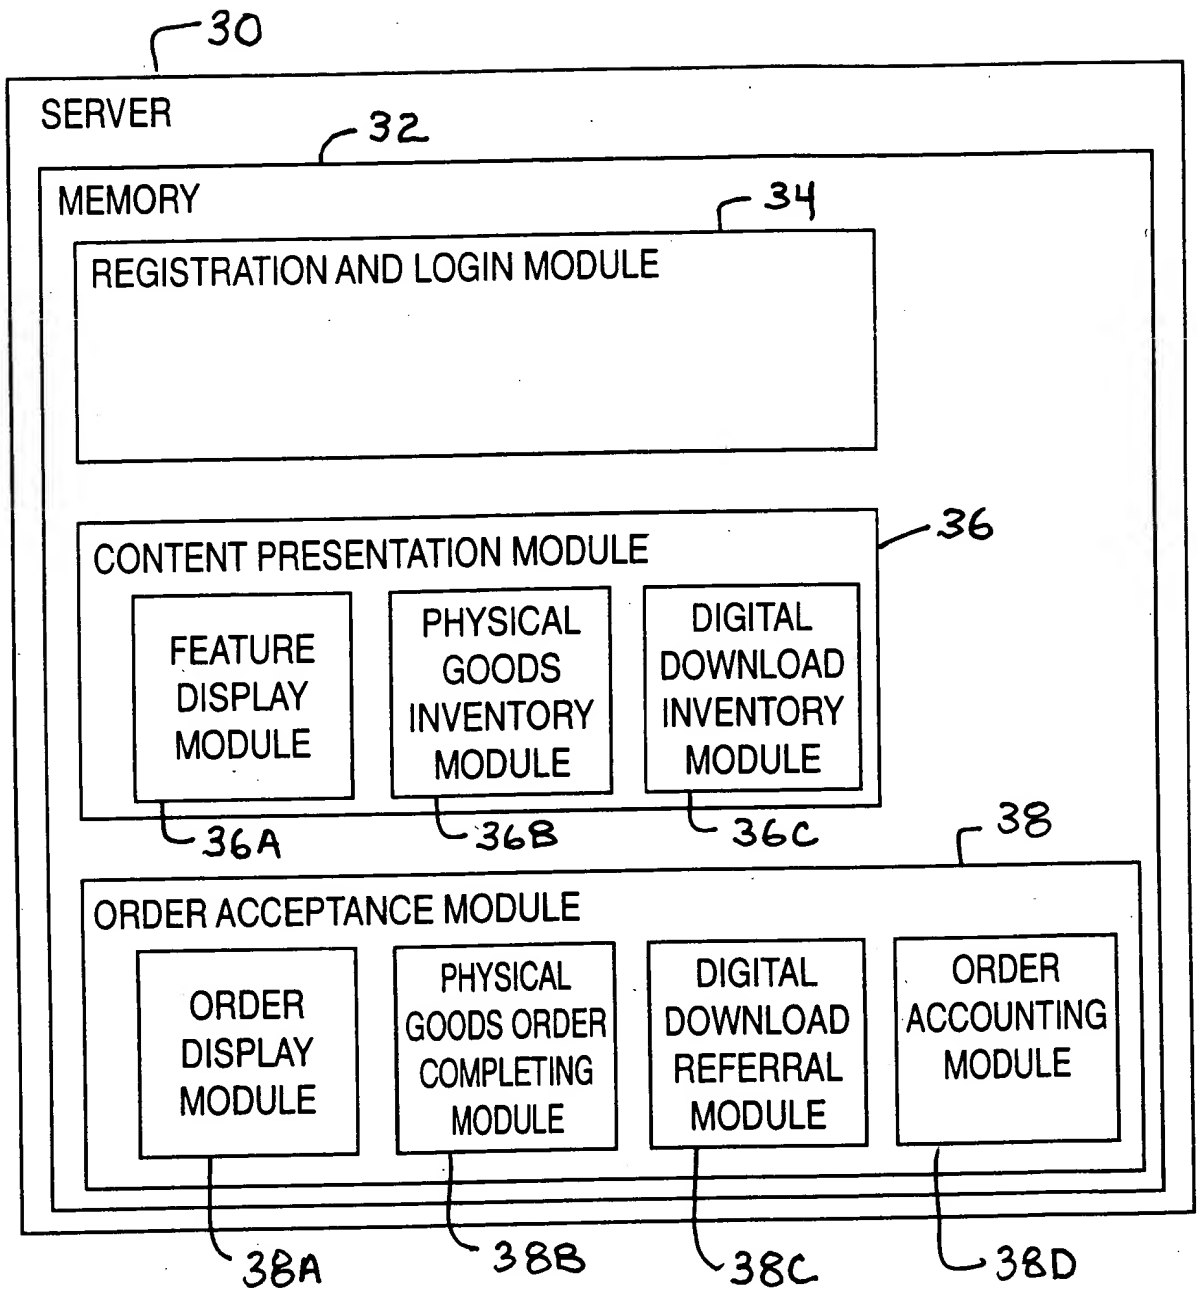 30
SERVER
32
MEMORY
34
REGISTRATION AND LOGIN MODULE
36
CONTENT PRESENTATION MODULE
FEATURE
DISPLAY
MODULE
PHYSICAL
GOODS
INVENTORY
MODULE
DIGITAL
DOWNLOAD
INVENTORY
MODULE
36A
36B
36C
38
ORDER ACCEPTANCE MODULE
ORDER
DISPLAY
MODULE
PHYSICAL
GOODS ORDER
COMPLETING
MODULE
DIGITAL
DOWNLOAD
REFERRAL
MODULE
ORDER
ACCOUNTING
MODULE
38A
38B
38C
38D